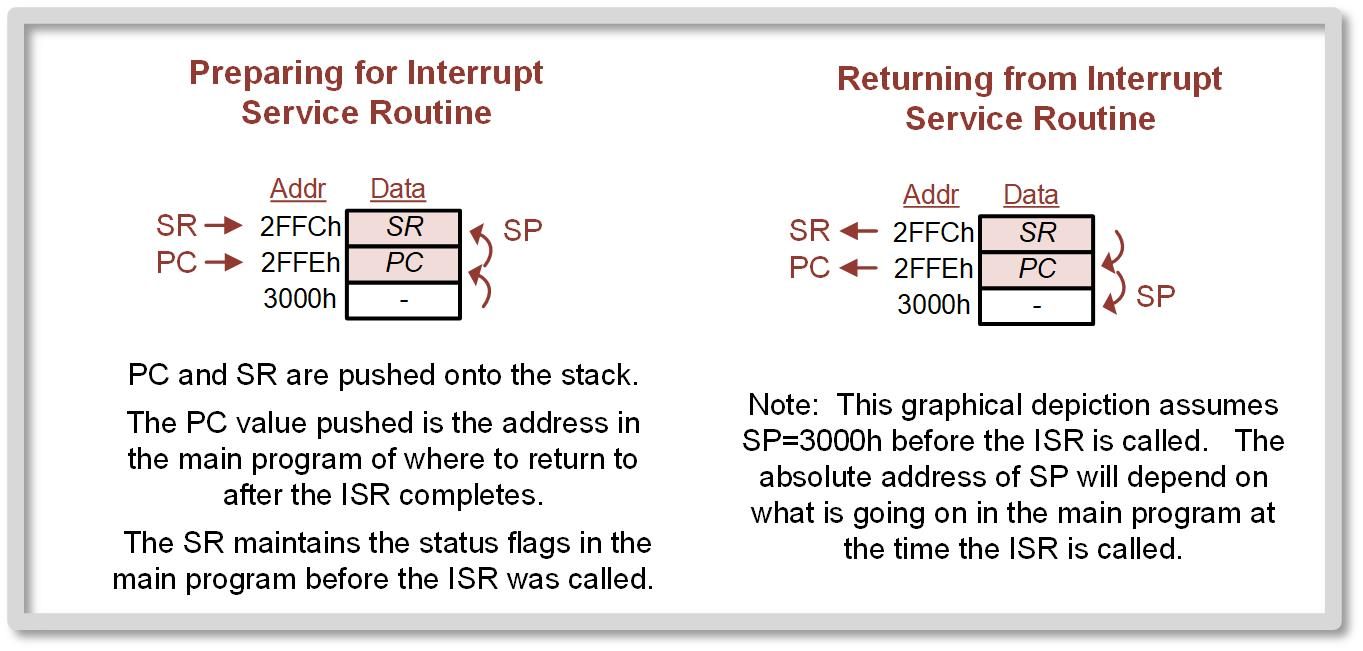 Preparing for Interrupt
Service Routine
Addr Data
SR 2FFCh SR SP
PC 2FFEh PC
3000h -
PC and SR are pushed onto the stack.
The PC value pushed is the address in
the main program of where to return to
after the ISR completes.
The SR maintains the status flags in the
main program before the ISR was called.
Returning from Interrupt
Service Routine
Addr Data
SR 2FFCh SR
PC 2FFEh PC
3000h - SP
Note: This graphical depiction assumes
SP=3000h before the ISR is called. The
absolute address of SP will depend on
what is going on in the main program at
the time the ISR is called.